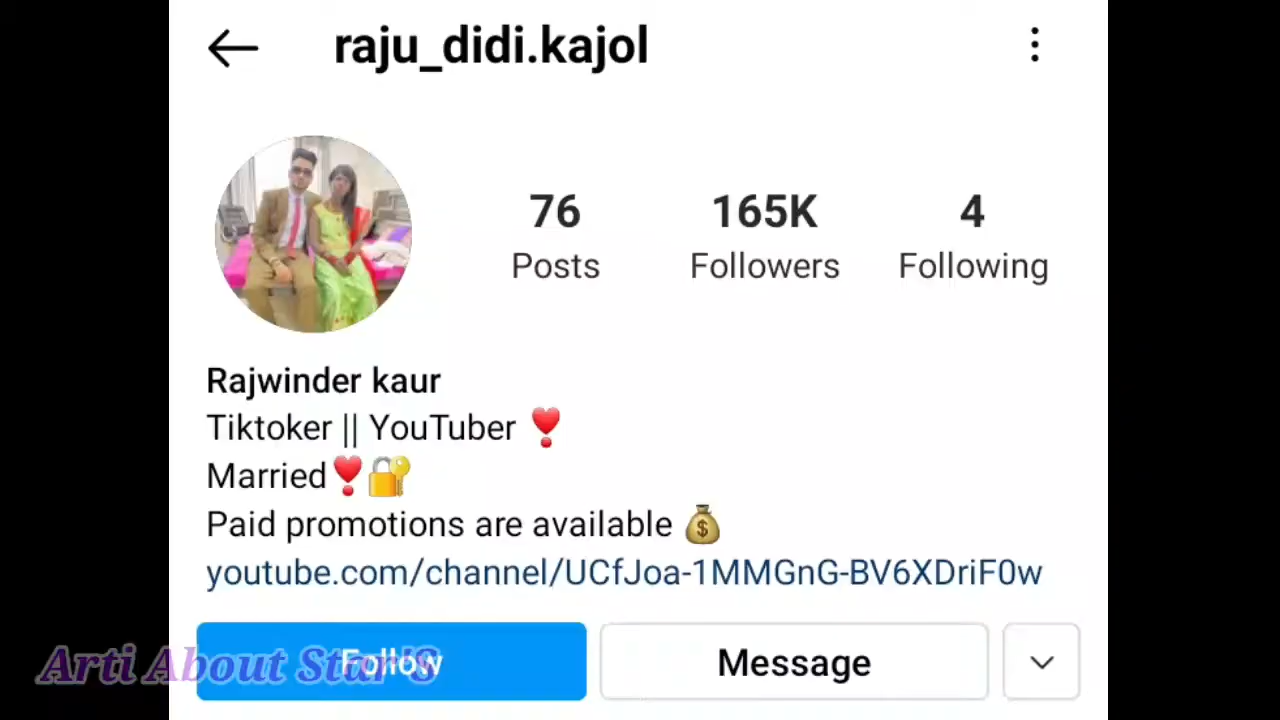 raju_didi.kajol
76 165K 4
Posts Followers Following
Rajwinder kaur
Tiktoker || YouTuber ❣️
Married❣️🔐
Paid promotions are available 💰
youtube.com/channel/UCfJoa-1MMGnG-BV6XDriF0w
Follow Message
Arti About Star'S